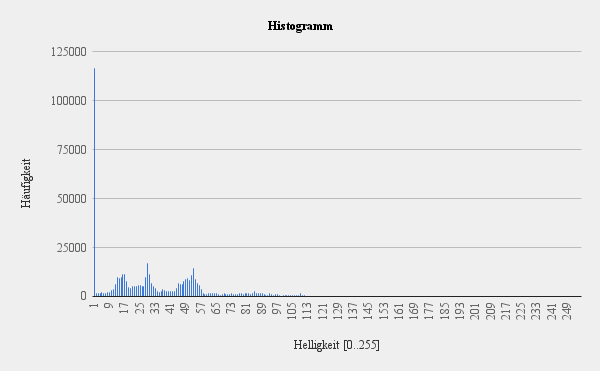 Histogramm
125000
100000
75000
50000
25000
0
Häufigkeit
1 9 17 25 33 41 49 57 65 73 81 89 97 105 113 121 129 137 145 153 161 169 177 185 193 201 209 217 225 233 241 249
Helligkeit [0..255]